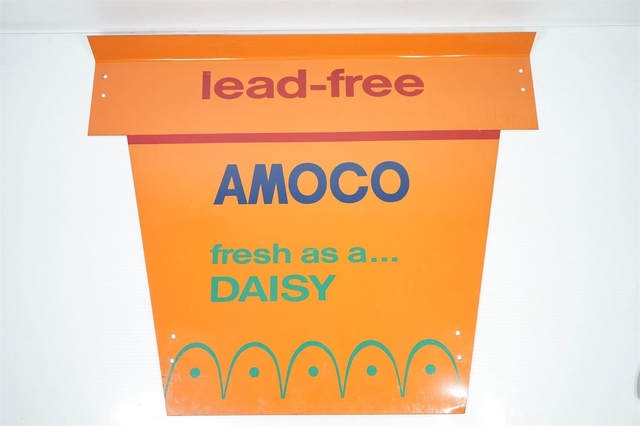 lead-free
AMOCO
fresh as a...
DAISY